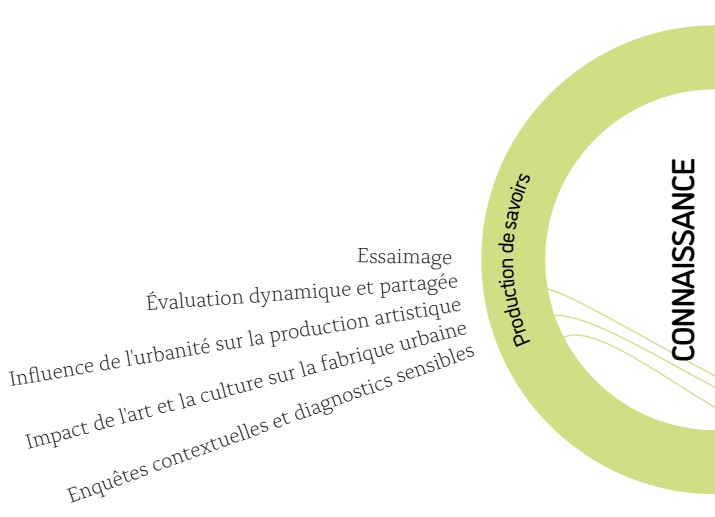 Essaimage
Évaluation dynamique et partagée
Influence de l'urbanité sur la production artistique
Impact de l'art et la culture sur la fabrique urbaine
Enquêtes contextuelles et diagnostics sensibles
Production de savoirs
CONNAISSANCE